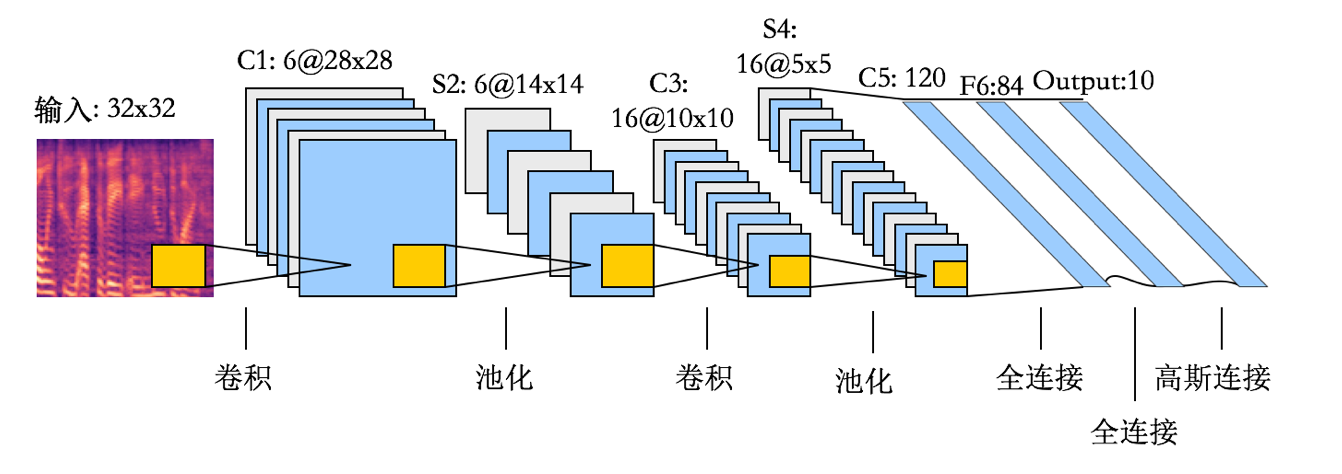 输入: 32x32
C1: 6@28x28
S2: 6@14x14
C3:
16@10x10
S4:
16@5x5
C5: 120
F6:84
Output:10
卷积
池化
卷积
池化
全连接
全连接
高斯连接